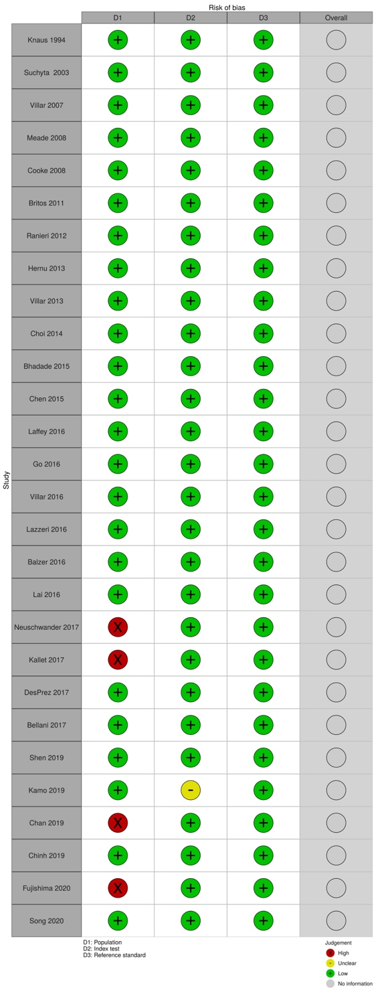 Risk of bias
D1 D2 D3 Overall
Knaus 1994 + + +
Suchyta  2003 + + +
Villar 2007 + + +
Meade 2008 + + +
Cooke 2008 + + +
Britos 2011 + + +
Ranieri 2012 + + +
Hernu 2013 + + +
Villar 2013 + + +
Choi 2014 + + +
Bhadade 2015 + + +
Chen 2015 + + +
Laffey 2016 + + +
Go 2016 + + +
Study
Villar 2016 + + +
Lazzeri 2016 + + +
Balzer 2016 + + +
Lai 2016 + + +
Neuschwander 2017 X + +
Kallet 2017 X + +
DesPrez 2017 + + +
Bellani 2017 + + +
Shen 2019 + + +
Kamo 2019 + - +
Chan 2019 X + +
Chinh 2019 + + +
Fujishima 2020 X + +
Song 2020 + + +
D1: Population
D2: Index test
D3: Reference standard
Judgement
X High
- Unclear
+ Low
No information